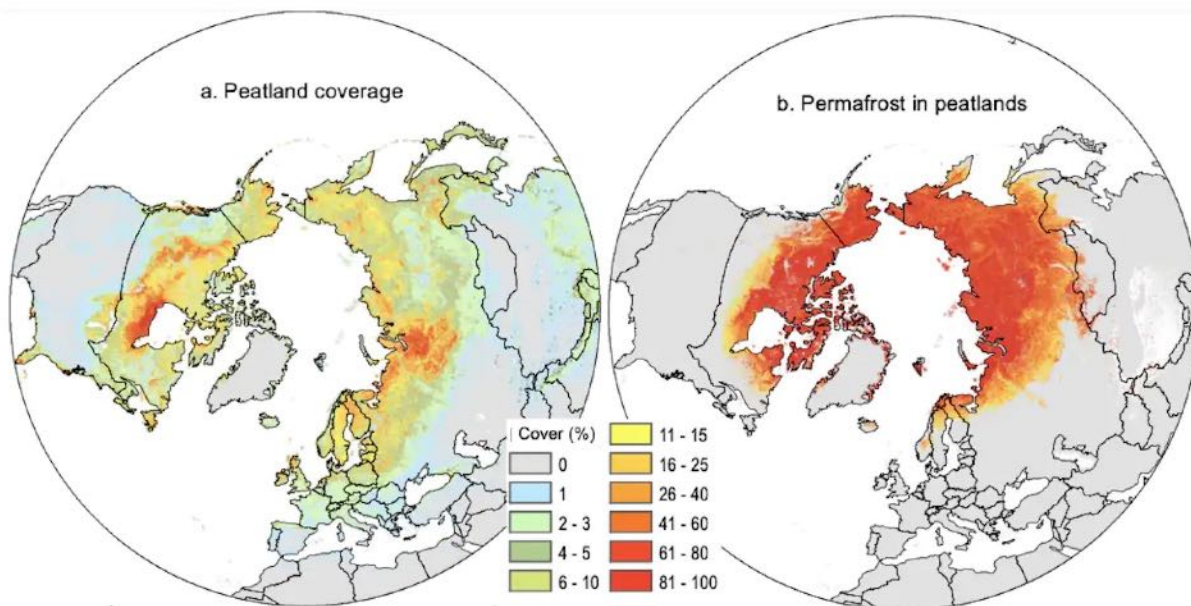 a. Peatland coverage
b. Permafrost in peatlands
Cover (%)
0
1
2 - 3
4 - 5
6 - 10
11 - 15
16 - 25
26 - 40
41 - 60
61 - 80
81 - 100